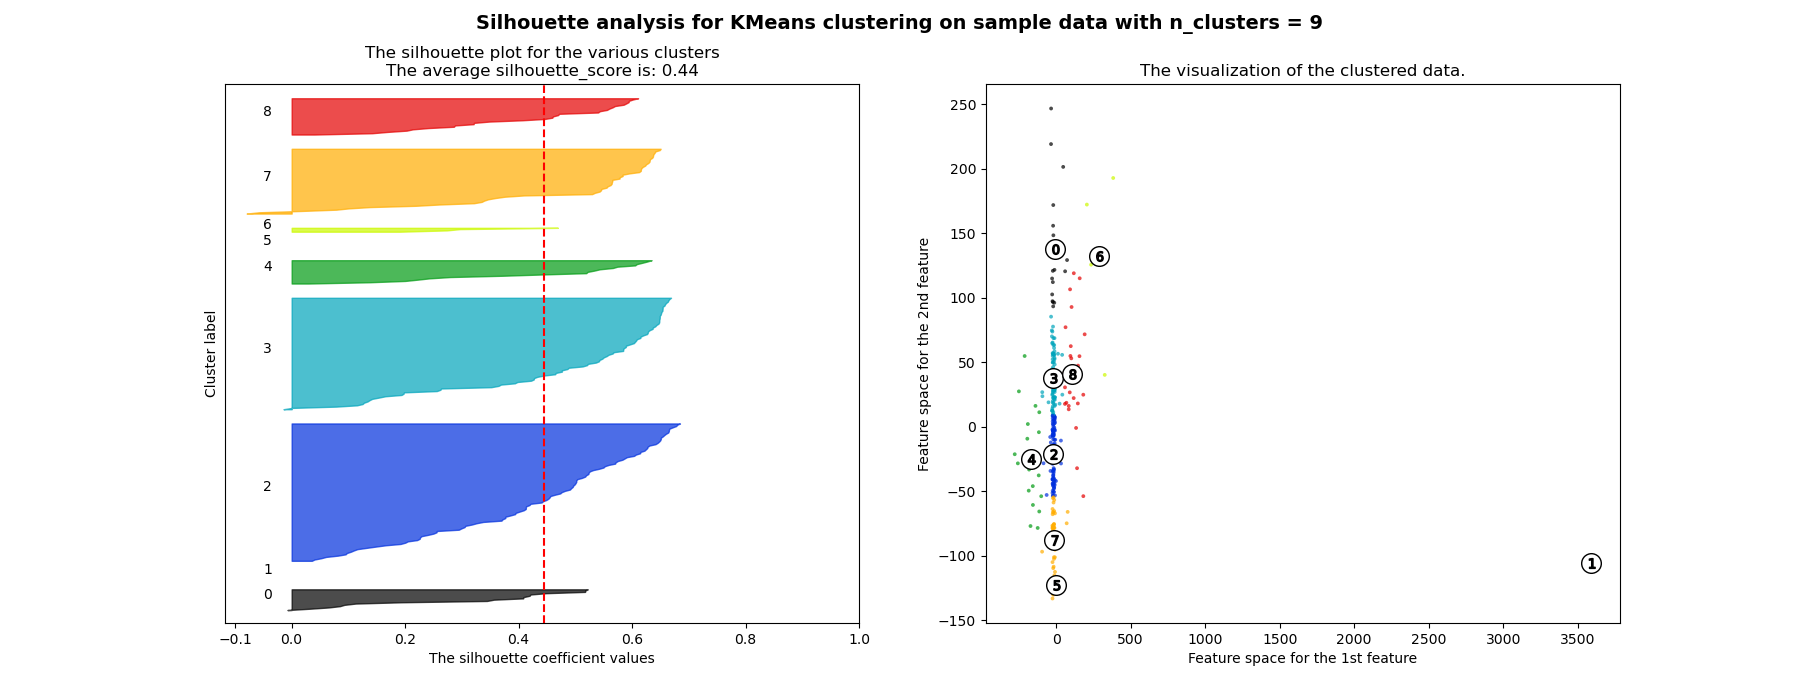 Silhouette analysis for KMeans clustering on sample data with n_clusters = 9
The silhouette plot for the various clusters
The average silhouette_score is: 0.44
8
7
6
5
4
3
2
1
0
Cluster label
−0.1 0.0 0.2 0.4 0.6 0.8 1.0
The silhouette coefficient values
The visualization of the clustered data.
250
200
150
100
50
0
−50
−100
−150
Feature space for the 2nd feature
0
6
3
8
2
4
7
1
5
0 500 1000 1500 2000 2500 3000 3500
Feature space for the 1st feature